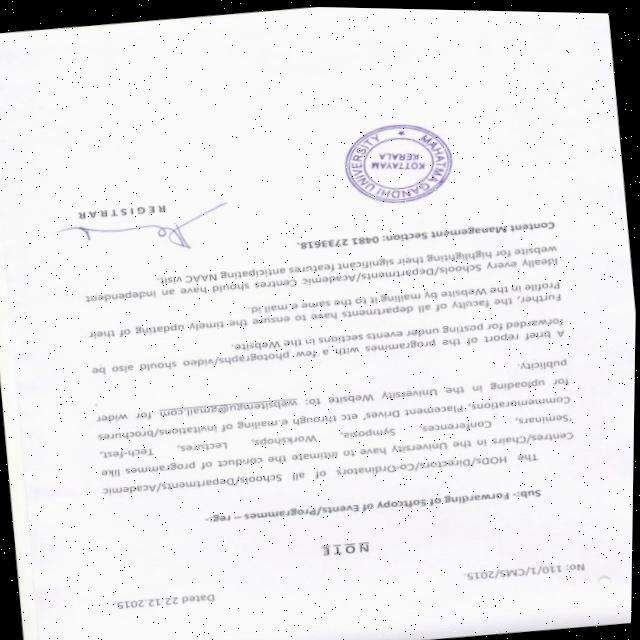 No: 110/1/CMS/2015.
Dated 22.12.2015
NOTE
Sub:- Forwarding of Softcopy of Events/Programmes – reg:-
The HODs/Directors/Co-Ordinators of all Schools/Departments/Academic
Centres/Chairs in the University have to intimate the conduct of programmes like
'Seminars, Conferences, Symposia, Workshops, Lectures, Tech-fest,
Commemorations, Placement Drives' etc through e.mailing of invitations/brochures
for uploading in the University Website to: websitemgu@gmail.com for wider
publicity.
A brief report of the programmes with a few photographs/video should also be
forwarded for posting under events sections in the Website.
Further, the faculty of all departments have to ensure the timely updating of their
Profile in the Website by mailing it to the same e.mail.id.
Ideally every Schools/Departments/Academic Centres should have an independent
website for highlighting their significant features anticipating NAAC visit.
Content Management Section: 0481 2733618.
REGISTRAR
MAHATMA GANDHI UNIVERSITY
KOTTAYAM
KERALA